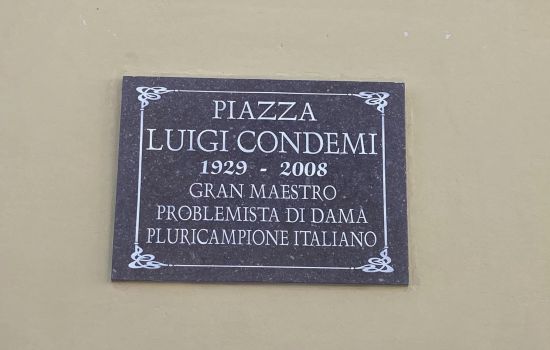 PIAZZA
LUIGI CONDEMI
1929 - 2008
GRAN MAESTRO
PROBLEMISTA DI DAMA
PLURICAMPIONE ITALIANO